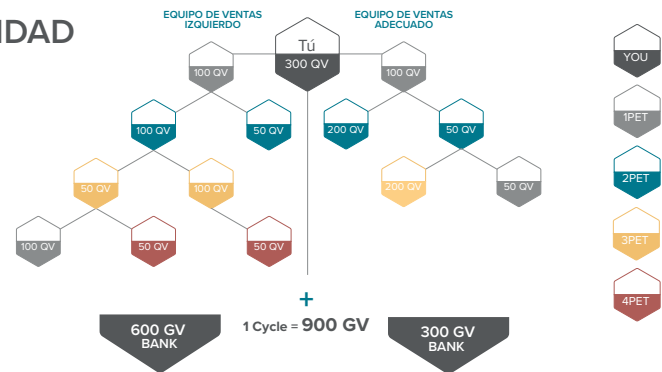 IDAD
EQUIPO DE VENTAS
IZQUIERDO
EQUIPO DE VENTAS
ADECUADO
Tú
300 QV
100 QV
100 QV
YOU
100 QV
50 QV
200 QV
50 QV
1PET
50 QV
100 QV
200 QV
50 QV
2PET
100 QV
50 QV
50 QV
3PET
4PET
+
1 Cycle = 900 GV
600 GV
BANK
300 GV
BANK